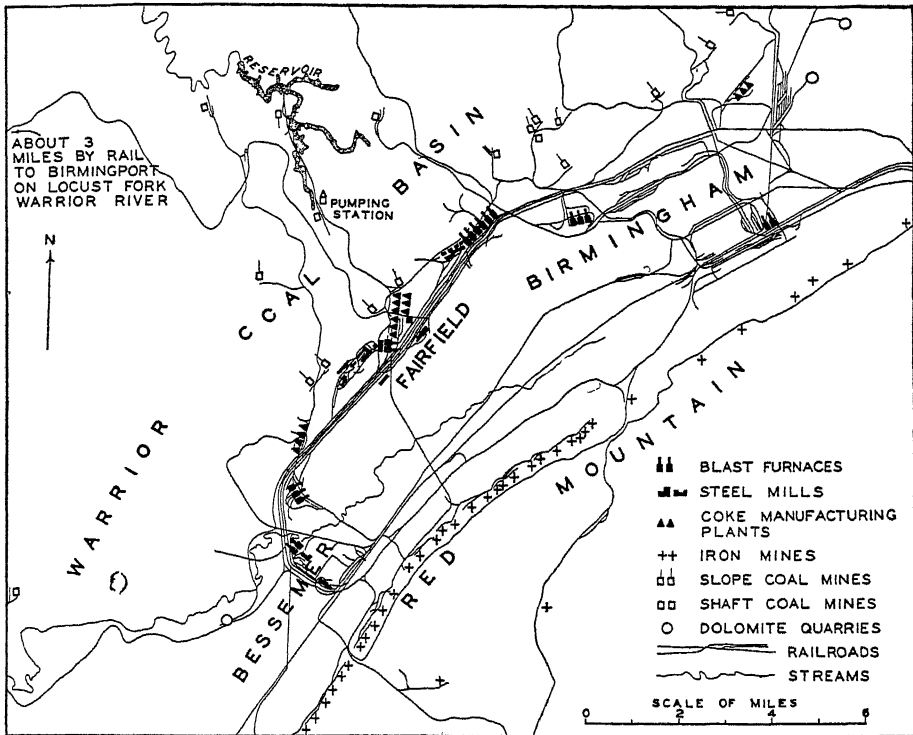 RESERVOIR
ABOUT 3
MILES BY RAIL
TO BIRMINGPORT
ON LOCUST FORK
WARRIOR RIVER
N
PUMPING
STATION
WARRIOR CCAL BASIN
BIRMINGHAM
FAIRFIELD
BESSEMER
RED MOUNTAIN
BLAST FURNACES
STEEL MILLS
COKE MANUFACTURING
PLANTS
IRON MINES
SLOPE COAL MINES
SHAFT COAL MINES
DOLOMITE QUARRIES
RAILROADS
STREAMS
SCALE OF MILES
0 2 4 6